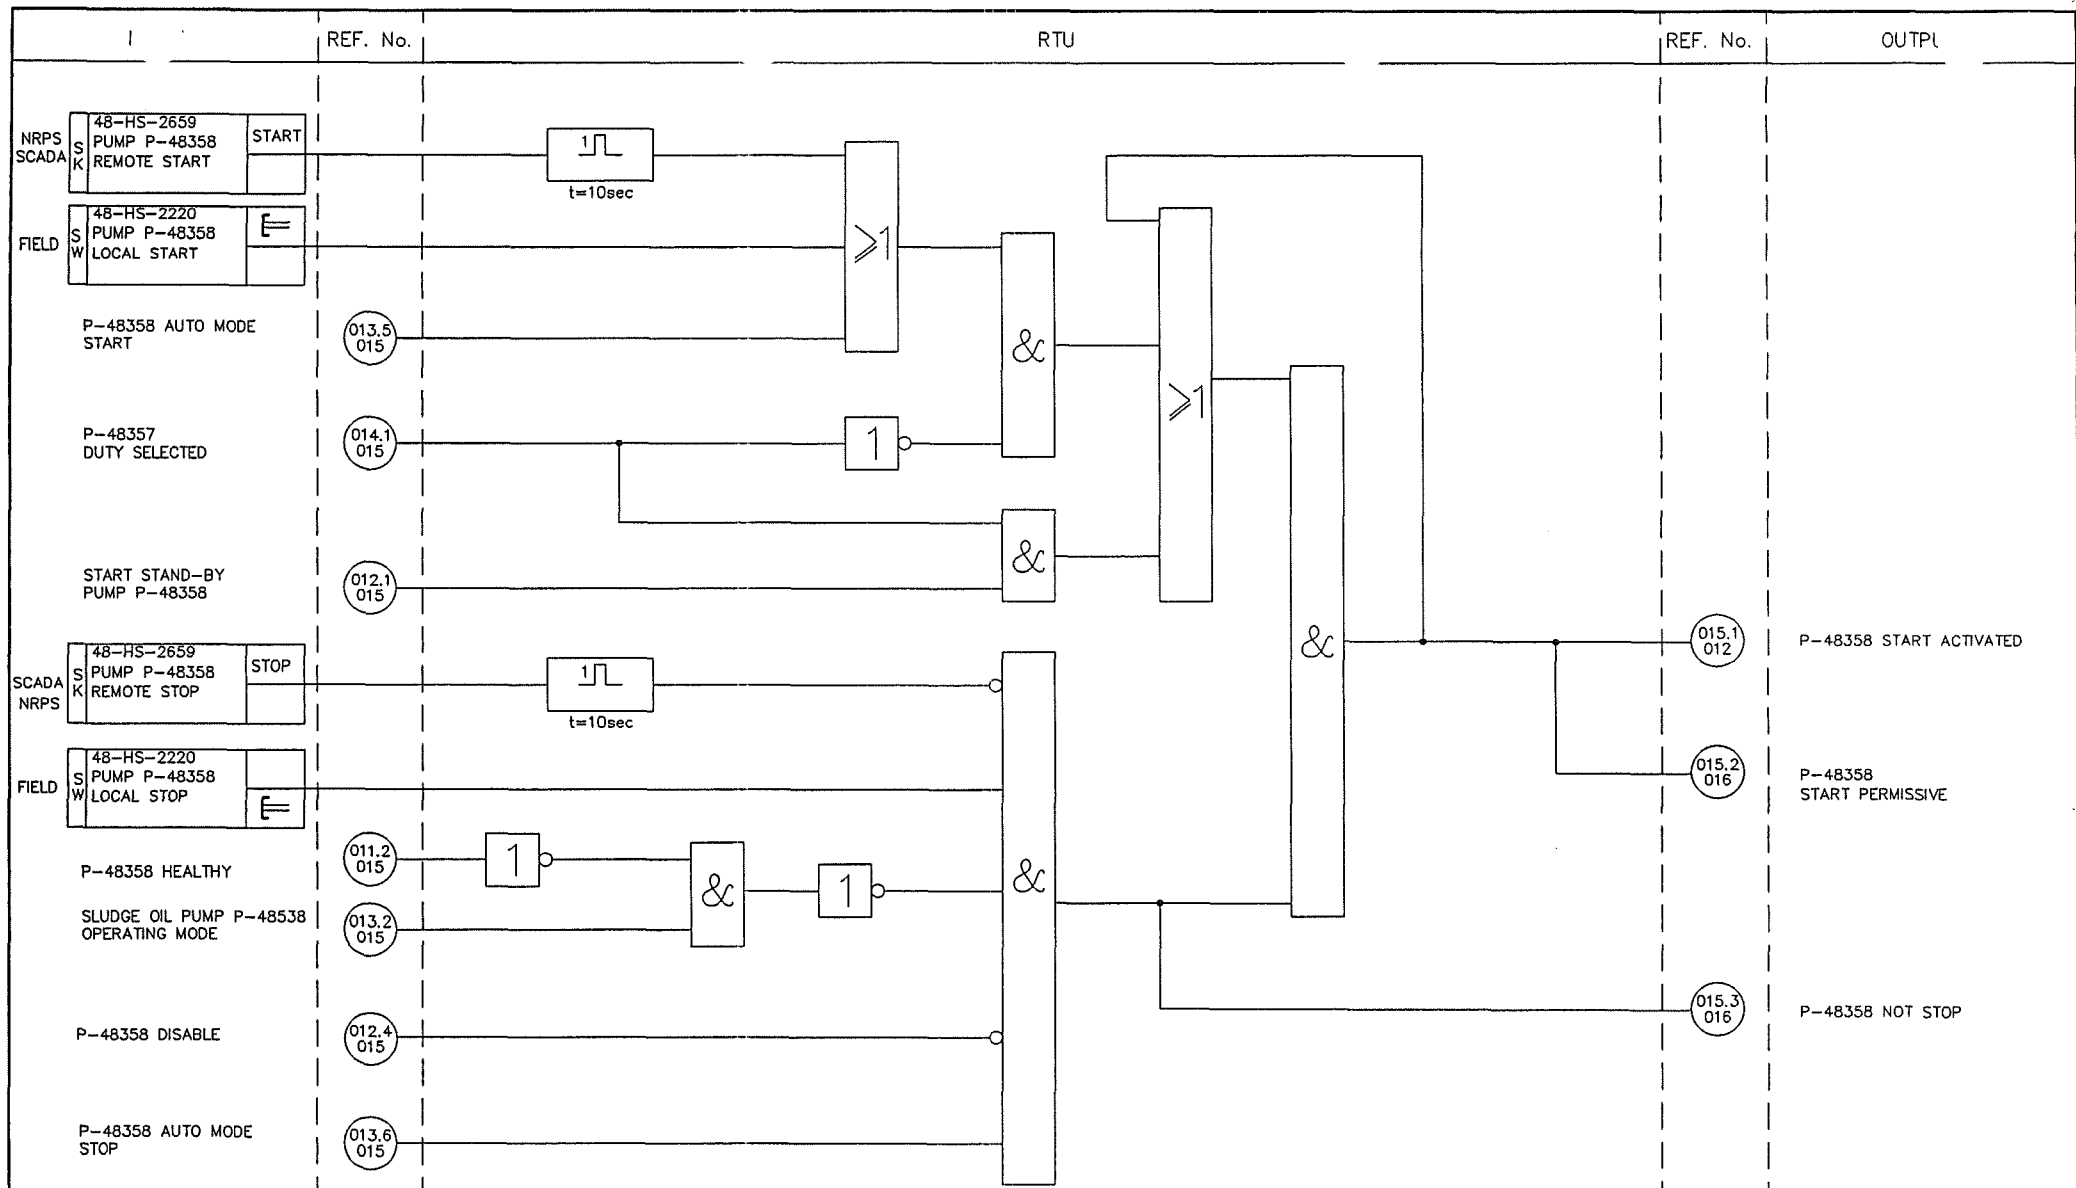 REF. No.
RTU
REF. No.
OUTPU
NRPS
SCADA
S
K
48-HS-2659
PUMP P-48358
REMOTE START
START
1
t=10sec
FIELD
S
W
48-HS-2220
PUMP P-48358
LOCAL START
≥1
P-48358 AUTO MODE
START
013.5
015
&
P-48357
DUTY SELECTED
014.1
015
1
≥1
START STAND-BY
PUMP P-48358
012.1
015
&
&
015.1
012
P-48358 START ACTIVATED
SCADA
NRPS
S
K
48-HS-2659
PUMP P-48358
REMOTE STOP
STOP
1
t=10sec
FIELD
S
W
48-HS-2220
PUMP P-48358
LOCAL STOP
015.2
016
P-48358
START PERMISSIVE
P-48358 HEALTHY
011.2
015
1
&
1
&
SLUDGE OIL PUMP P-48538
OPERATING MODE
013.2
015
P-48358 DISABLE
012.4
015
015.3
016
P-48358 NOT STOP
P-48358 AUTO MODE
STOP
013.6
015